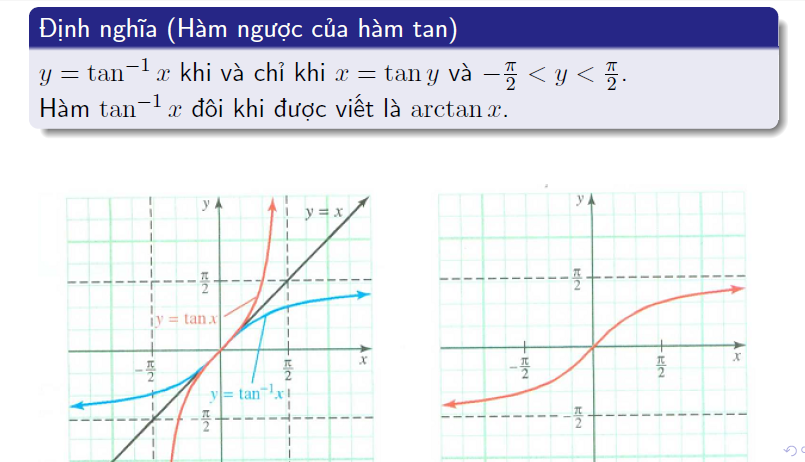 Định nghĩa (Hàm ngược của hàm tan)
y = tan⁻¹ x khi và chỉ khi x = tan y và −π/2 < y < π/2.
Hàm tan⁻¹ x đôi khi được viết là arctan x.
y
y = x
π/2
y = tan x
-π/2
π/2
x
y = tan⁻¹x
-π/2
y
π/2
-π/2
π/2
x
-π/2